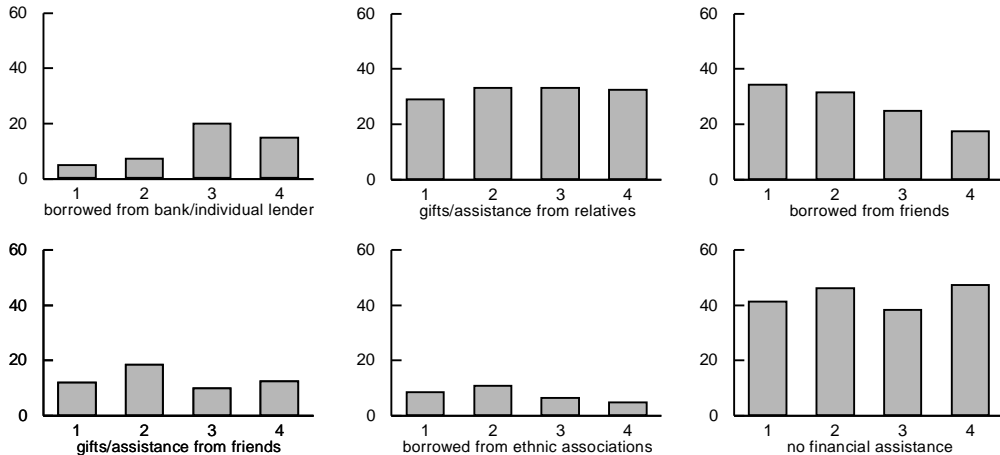 60
40
20
0
1 2 3 4
borrowed from bank/individual lender
60
40
20
0
1 2 3 4
gifts/assistance from relatives
60
40
20
0
1 2 3 4
borrowed from friends
60
40
20
0
1 2 3 4
gifts/assistance from friends
60
40
20
0
1 2 3 4
borrowed from ethnic associations
60
40
20
0
1 2 3 4
no financial assistance